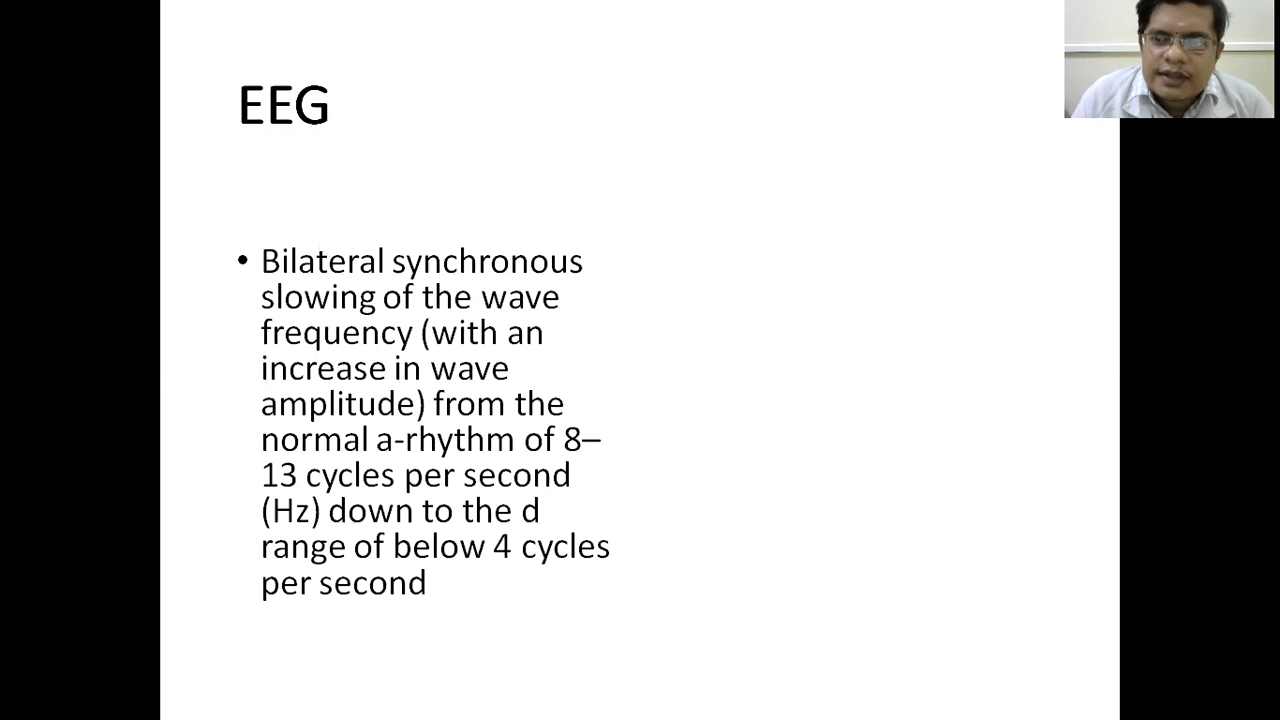 EEG
• Bilateral synchronous
slowing of the wave
frequency (with an
increase in wave
amplitude) from the
normal a-rhythm of 8–
13 cycles per second
(Hz) down to the d
range of below 4 cycles
per second